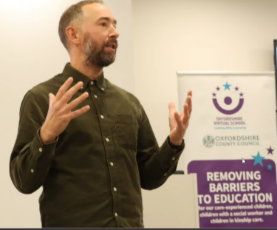 OXFORDSHIRE
VIRTUAL SCHOOL
OXFORDSHIRE
COUNTY COUNCIL
REMOVING
BARRIERS
TO EDUCATION
for our care experienced children,
children with a social worker and
children in kinship care.